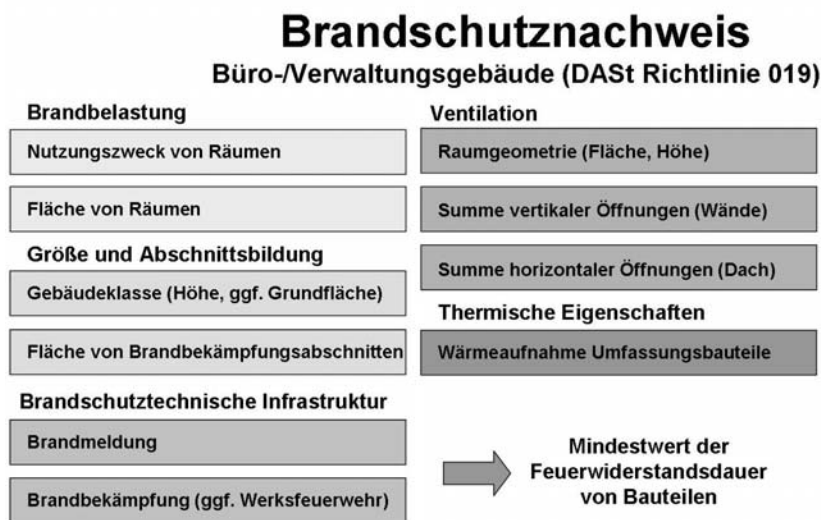 Brandschutznachweis
Büro-/Verwaltungsgebäude (DASt Richtlinie 019)
Brandbelastung
Nutzungszweck von Räumen
Fläche von Räumen
Größe und Abschnittsbildung
Gebäudeklasse (Höhe, ggf. Grundfläche)
Fläche von Brandbekämpfungsabschnitten
Brandschutztechnische Infrastruktur
Brandmeldung
Brandbekämpfung (ggf. Werksfeuerwehr)
Ventilation
Raumgeometrie (Fläche, Höhe)
Summe vertikaler Öffnungen (Wände)
Summe horizontaler Öffnungen (Dach)
Thermische Eigenschaften
Wärmeaufnahme Umfassungsbauteile
Mindestwert der
Feuerwiderstandsdauer
von Bauteilen